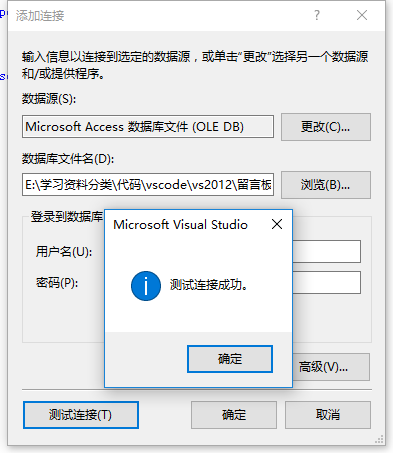 添加连接
输入信息以连接到选定的数据源，或单击“更改”选择另一个数据源
和/或提供程序。
数据源(S):
Microsoft Access 数据库文件 (OLE DB)
更改(C)...
数据库文件名(D):
E:\学习资料分类\代码\vscode\vs2012\留言板
浏览(B)...
登录到数据库
用户名(U):
密码(P):
Microsoft Visual Studio
测试连接成功。
确定
高级(V)...
测试连接(T)
确定
取消